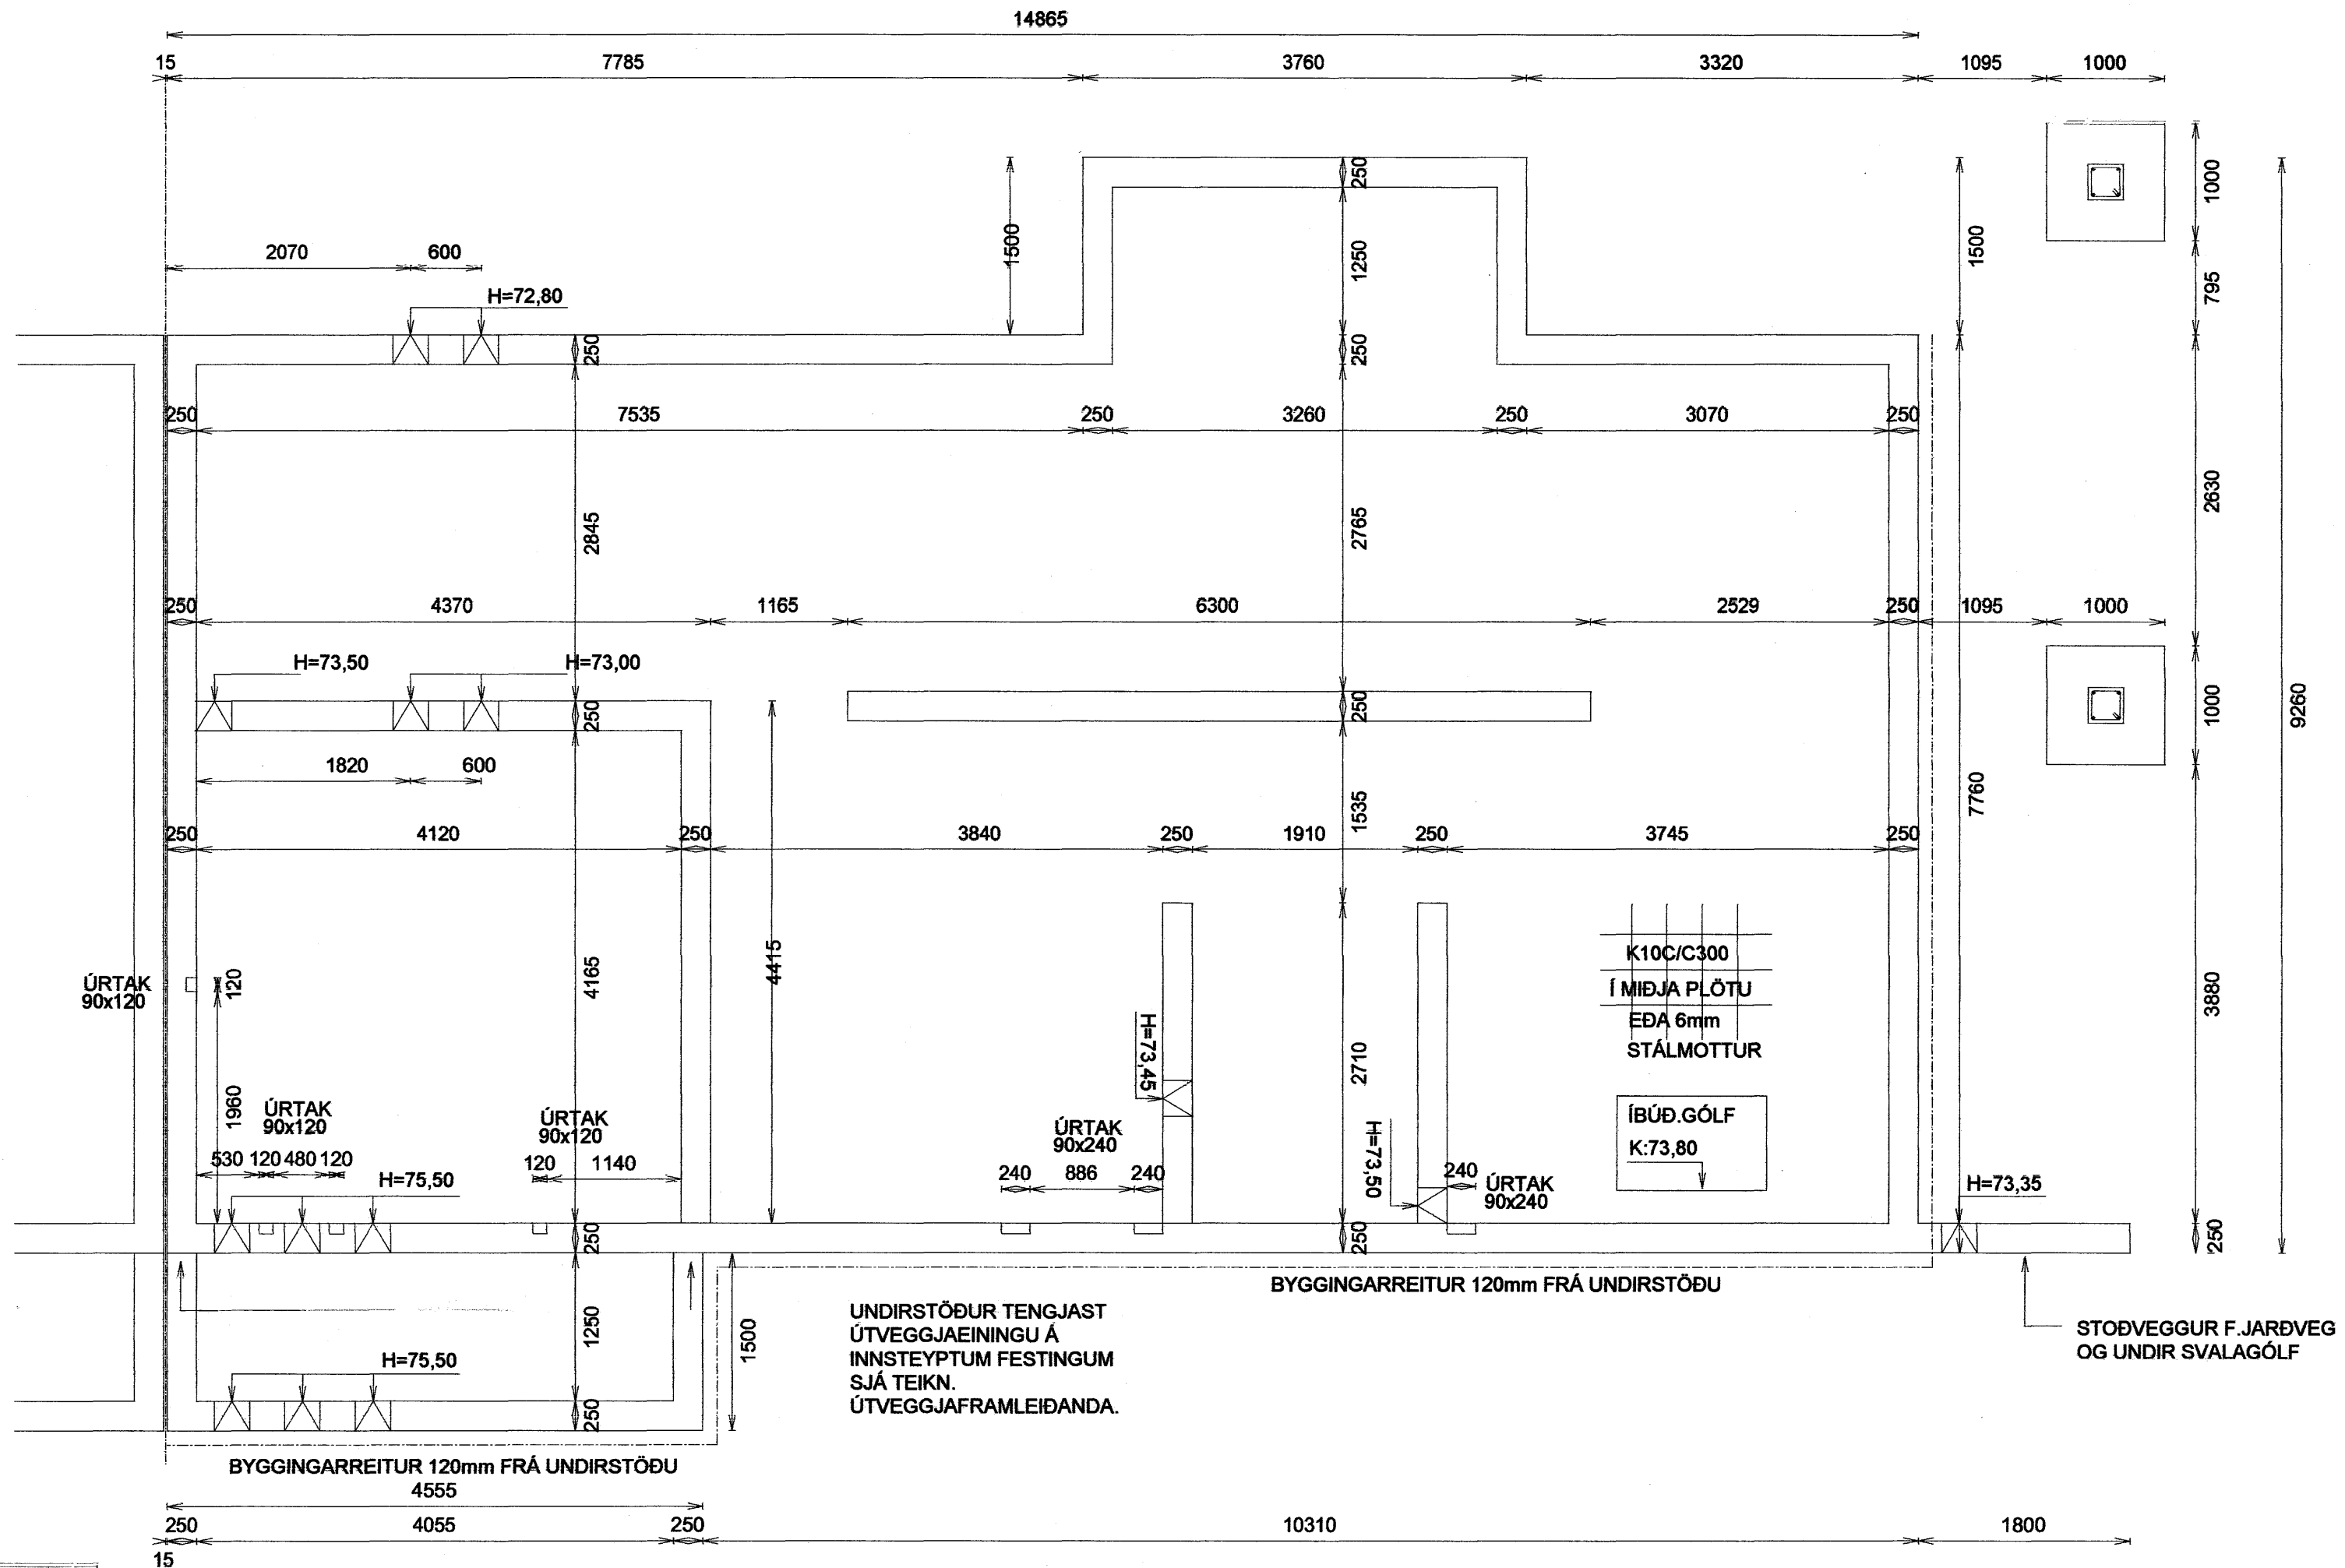 14865
15
7785
3760
3320
1095
1000
250
1000
1500
1250
1500
795
2070
600
H=72,80
250
250
250
7535
250
3260
250
3070
250
2845
2765
2630
250
4370
1165
6300
2529
250
1095
1000
H=73,50
H=73,00
250
250
1000
9260
1820
600
1535
7760
250
4120
250
3840
250
1910
250
3745
250
4415
K10C/C300
Í MIÐJA PLÖTU
EÐA 6mm
STÁLMOTTUR
ÚRTAK
90x120
120
4165
3880
H=73,45
2710
1960
ÚRTAK
90x120
ÚRTAK
90x120
ÚRTAK
90x240
H=73,50
ÍBÚÐ.GÓLF
K:73,80
530
120
480
120
H=75,50
120
1140
240
886
240
240
ÚRTAK
90x240
H=73,35
250
250
250
BYGGINGARREITUR 120mm FRÁ UNDIRSTÖÐU
1250
1500
UNDIRSTÖÐUR TENGJAST
ÚTVEGGJAEININGU Á
INNSTEYPTUM FESTINGUM
SJÁ TEIKN.
ÚTVEGGJAFRAMLEIÐANDA.
STOÐVEGGUR F.JARÐVEG
OG UNDIR SVALAGÓLF
H=75,50
250
BYGGINGARREITUR 120mm FRÁ UNDIRSTÖÐU
4555
250
4055
250
10310
1800
15